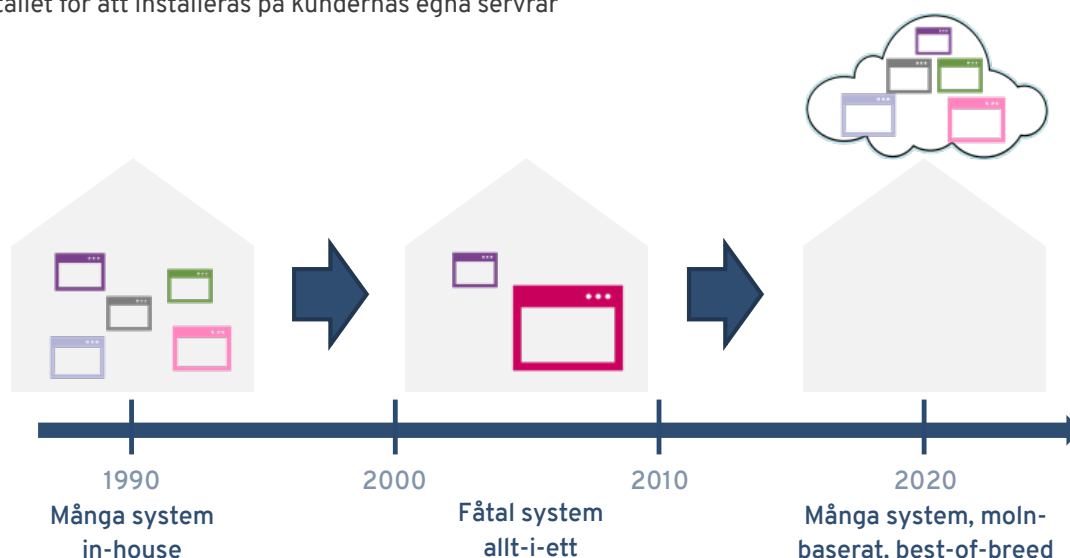 för att installeras på kundernas egna servrar
1990
2000
2010
2020
Många system
in-house
Fåtal system
allt-i-ett
Många system, moln-
baserat, best-of-breed